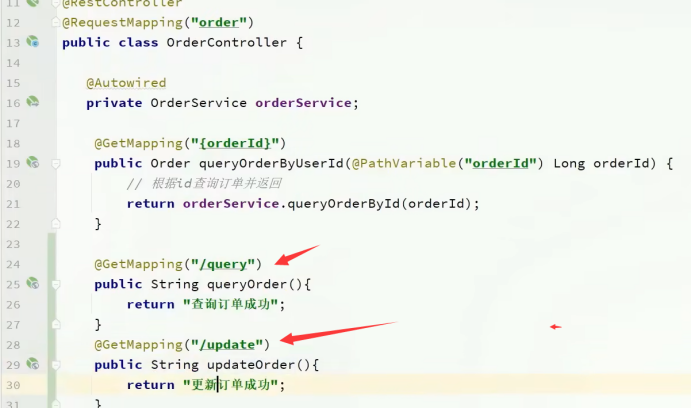 11 @RestController
12 @RequestMapping("order")
13 public class OrderController {
14
15 @Autowired
16 private OrderService orderService;
17
18 @GetMapping("{orderId}")
19 public Order queryOrderByUserId(@PathVariable("orderId") Long orderId) {
20 // 根据id查询订单并返回
21 return orderService.queryOrderById(orderId);
22 }
23
24 @GetMapping("/query")
25 public String queryOrder(){
26 return "查询订单成功";
27 }
28 @GetMapping("/update")
29 public String updateOrder(){
30 return "更新订单成功";
31 }